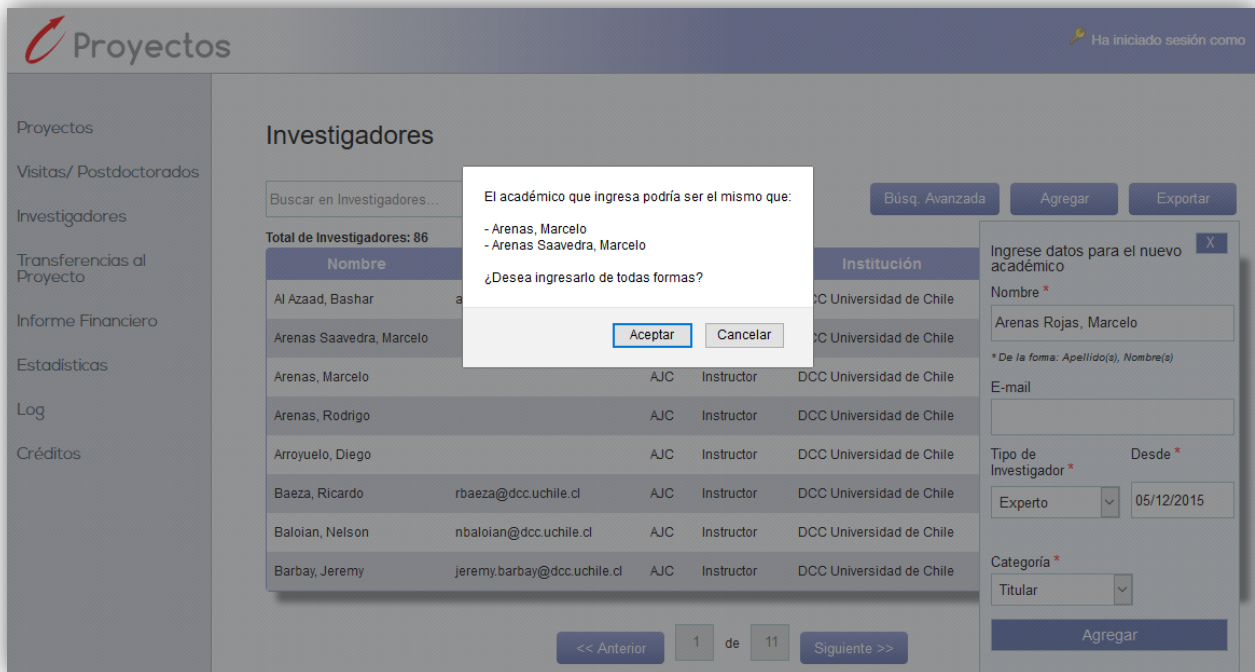 Proyectos
Ha iniciado sesión como
Proyectos
Visitas/ Postdoctorados
Investigadores
Transferencias al
Proyecto
Informe Financiero
Estadisticas
Log
Créditos
Investigadores
Buscar en Investigadores...
Búsq. Avanzada Agregar Exportar
Total de Investigadores: 86
Nombre Institución
Al Azaad, Bashar a CC Universidad de Chile
Arenas Saavedra, Marcelo CC Universidad de Chile
Arenas, Marcelo AJC Instructor DCC Universidad de Chile
Arenas, Rodrigo AJC Instructor DCC Universidad de Chile
Arroyuelo, Diego AJC Instructor DCC Universidad de Chile
Baeza, Ricardo rbaeza@dcc.uchile.cl AJC Instructor DCC Universidad de Chile
Baloian, Nelson nbaloian@dcc.uchile.cl AJC Instructor DCC Universidad de Chile
Barbay, Jeremy jeremy.barbay@dcc.uchile.cl AJC Instructor DCC Universidad de Chile
<< Anterior 1 de 11 Siguiente >>
El académico que ingresa podría ser el mismo que:
- Arenas, Marcelo
- Arenas Saavedra, Marcelo
¿Desea ingresarlo de todas formas?
Aceptar Cancelar
X
Ingrese datos para el nuevo
académico
Nombre *
Arenas Rojas, Marcelo
* De la forma: Apellido(s), Nombre(s)
E-mail
Tipo de Desde *
Investigador *
Experto 05/12/2015
Categoría *
Titular
Agregar